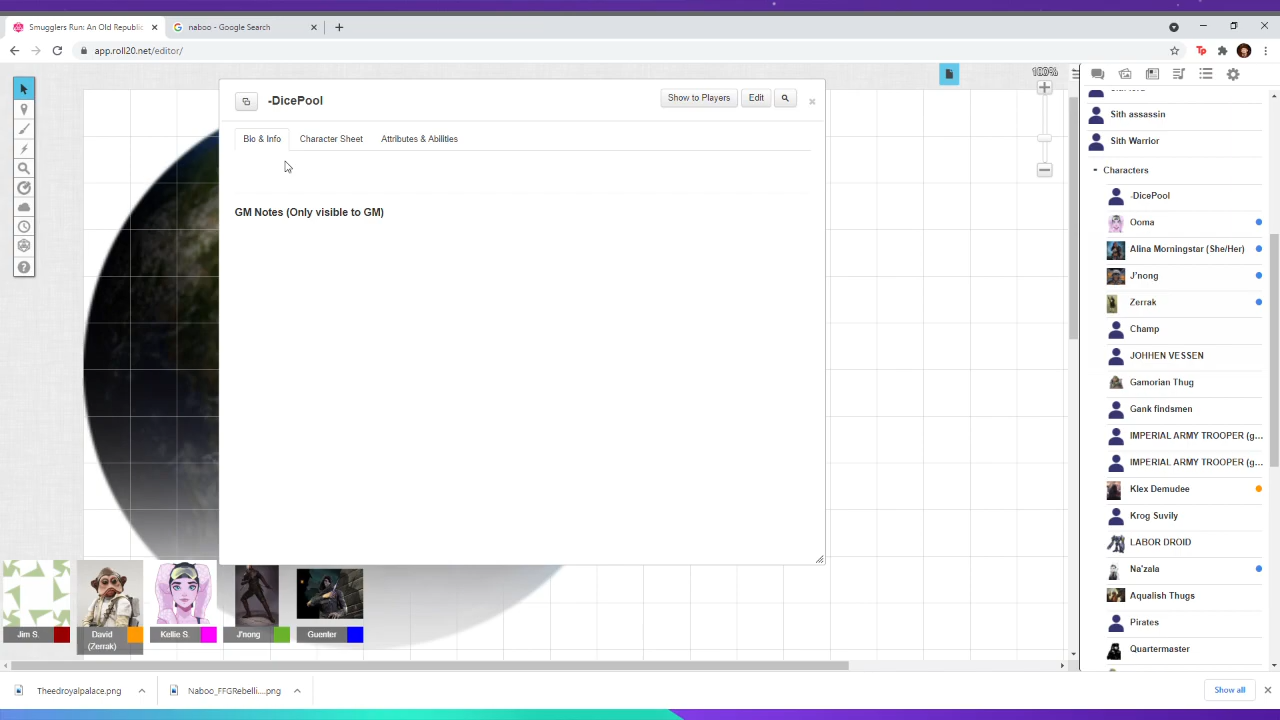 Smugglers Run: An Old Republic
naboo - Google Search
app.roll20.net/editor/
-DicePool
Show to Players
Edit
Bio & Info
Character Sheet
Attributes & Abilities
GM Notes (Only visible to GM)
100%
Sith assassin
Sith Warrior
Characters
-DicePool
Ooma
Alina Morningstar (She/Her)
J'nong
Zerrak
Champ
JOHHEN VESSEN
Gamorian Thug
Gank findsmen
IMPERIAL ARMY TROOPER (g...
IMPERIAL ARMY TROOPER (g...
Klex Demudee
Krog Suvily
LABOR DROID
Na'zala
Aqualish Thugs
Pirates
Quartermaster
Jim S.
David
(Zerrak)
Kellie S.
J'nong
Guenter
Theedroyalpalace.png
Naboo_FFGRebelli....png
Show all